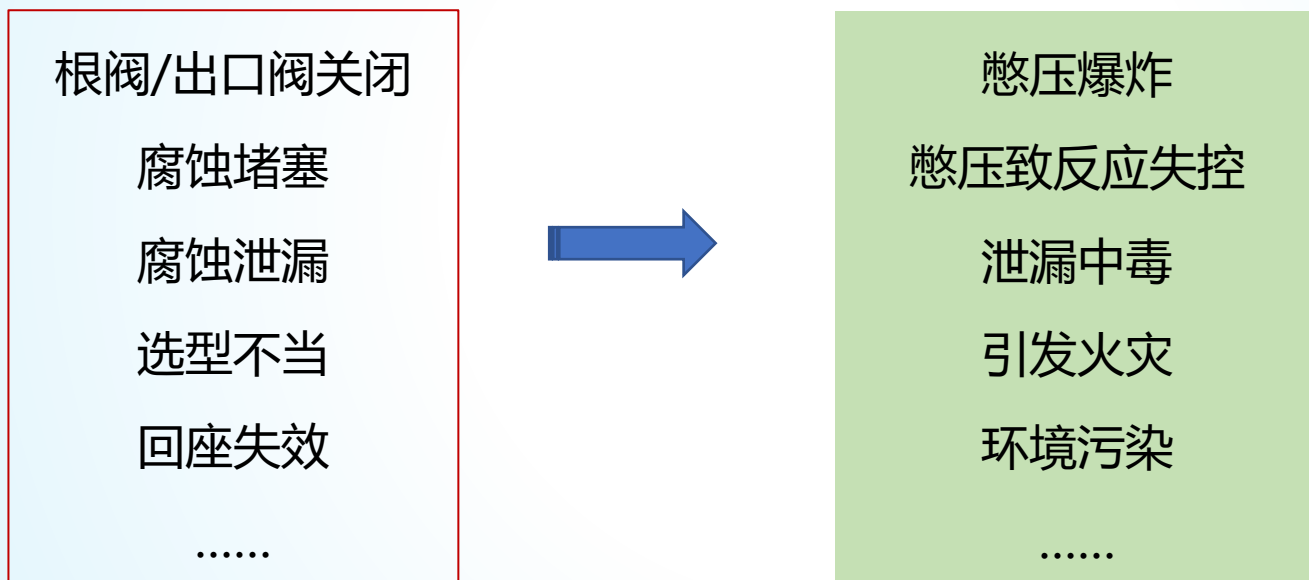 根阀/出口阀关闭
腐蚀堵塞
腐蚀泄漏
选型不当
回座失效
......
憋压爆炸
憋压致反应失控
泄漏中毒
引发火灾
环境污染
......